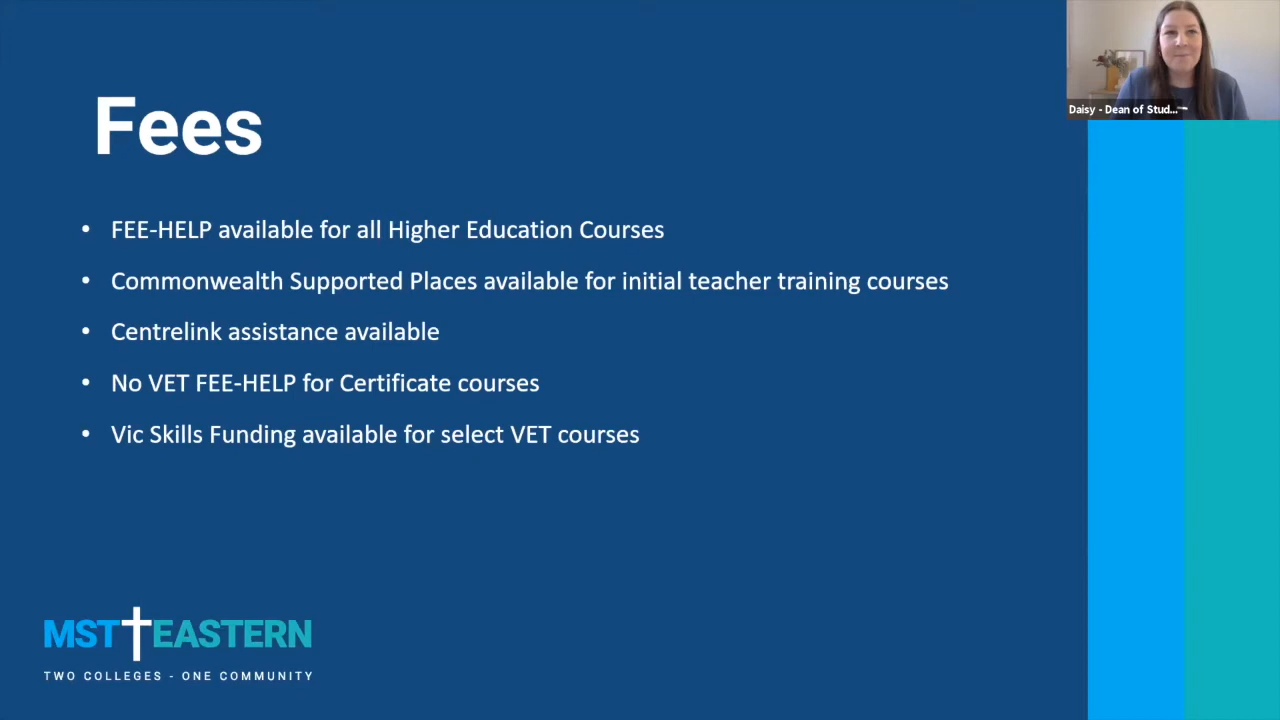 Fees
Daisy - Dean of Stud...
• FEE-HELP available for all Higher Education Courses
• Commonwealth Supported Places available for initial teacher training courses
• Centrelink assistance available
• No VET FEE-HELP for Certificate courses
• Vic Skills Funding available for select VET courses
MST EASTERN
TWO COLLEGES - ONE COMMUNITY